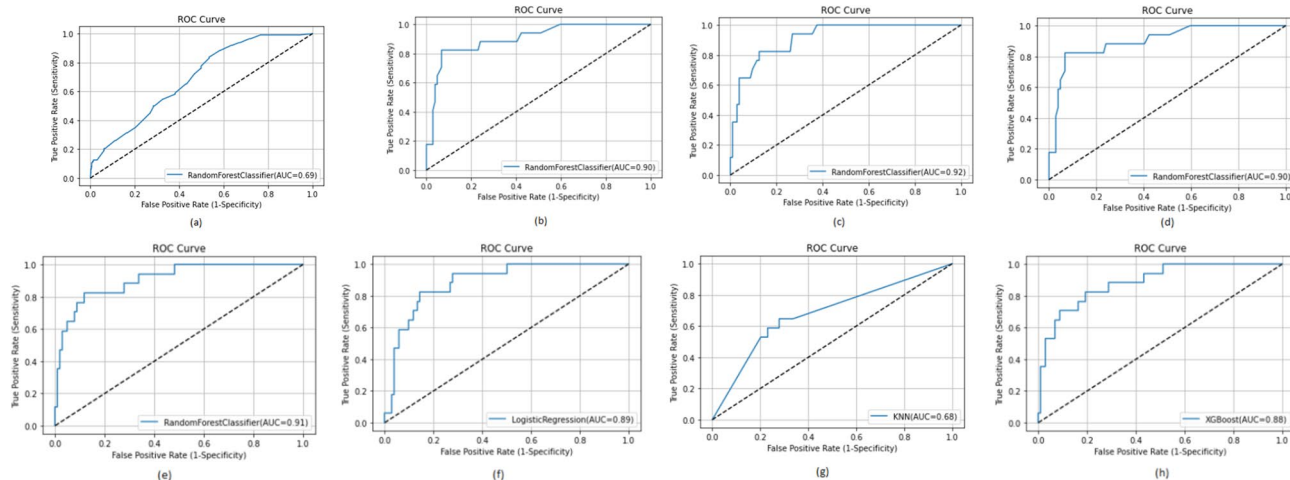 ROC Curve
True Positive Rate (Sensitivity)
1.0
0.8
0.6
0.4
0.2
0.0
RandomForestClassifier(AUC=0.69)
0.0 0.2 0.4 0.6 0.8 1.0
False Positive Rate (1-Specificity)
(a)
ROC Curve
True Positive Rate (Sensitivity)
1.0
0.8
0.6
0.4
0.2
0.0
RandomForestClassifier(AUC=0.90)
0.0 0.2 0.4 0.6 0.8 1.0
False Positive Rate (1-Specificity)
(b)
ROC Curve
True Positive Rate (Sensitivity)
1.0
0.8
0.6
0.4
0.2
0.0
RandomForestClassifier(AUC=0.92)
0.0 0.2 0.4 0.6 0.8 1.0
False Positive Rate (1-Specificity)
(c)
ROC Curve
True Positive Rate (Sensitivity)
1.0
0.8
0.6
0.4
0.2
0.0
RandomForestClassifier(AUC=0.90)
0.0 0.2 0.4 0.6 0.8 1.0
False Positive Rate (1-Specificity)
(d)
ROC Curve
True Positive Rate (Sensitivity)
1.0
0.8
0.6
0.4
0.2
0.0
RandomForestClassifier(AUC=0.91)
0.0 0.2 0.4 0.6 0.8 1.0
False Positive Rate (1-Specificity)
(e)
ROC Curve
True Positive Rate (Sensitivity)
1.0
0.8
0.6
0.4
0.2
0.0
LogisticRegression(AUC=0.89)
0.0 0.2 0.4 0.6 0.8 1.0
False Positive Rate (1-Specificity)
(f)
ROC Curve
True Positive Rate (Sensitivity)
1.0
0.8
0.6
0.4
0.2
0.0
KNN(AUC=0.68)
0.0 0.2 0.4 0.6 0.8 1.0
False Positive Rate (1-Specificity)
(g)
ROC Curve
True Positive Rate (Sensitivity)
1.0
0.8
0.6
0.4
0.2
0.0
XGBoost(AUC=0.88)
0.0 0.2 0.4 0.6 0.8 1.0
False Positive Rate (1-Specificity)
(h)